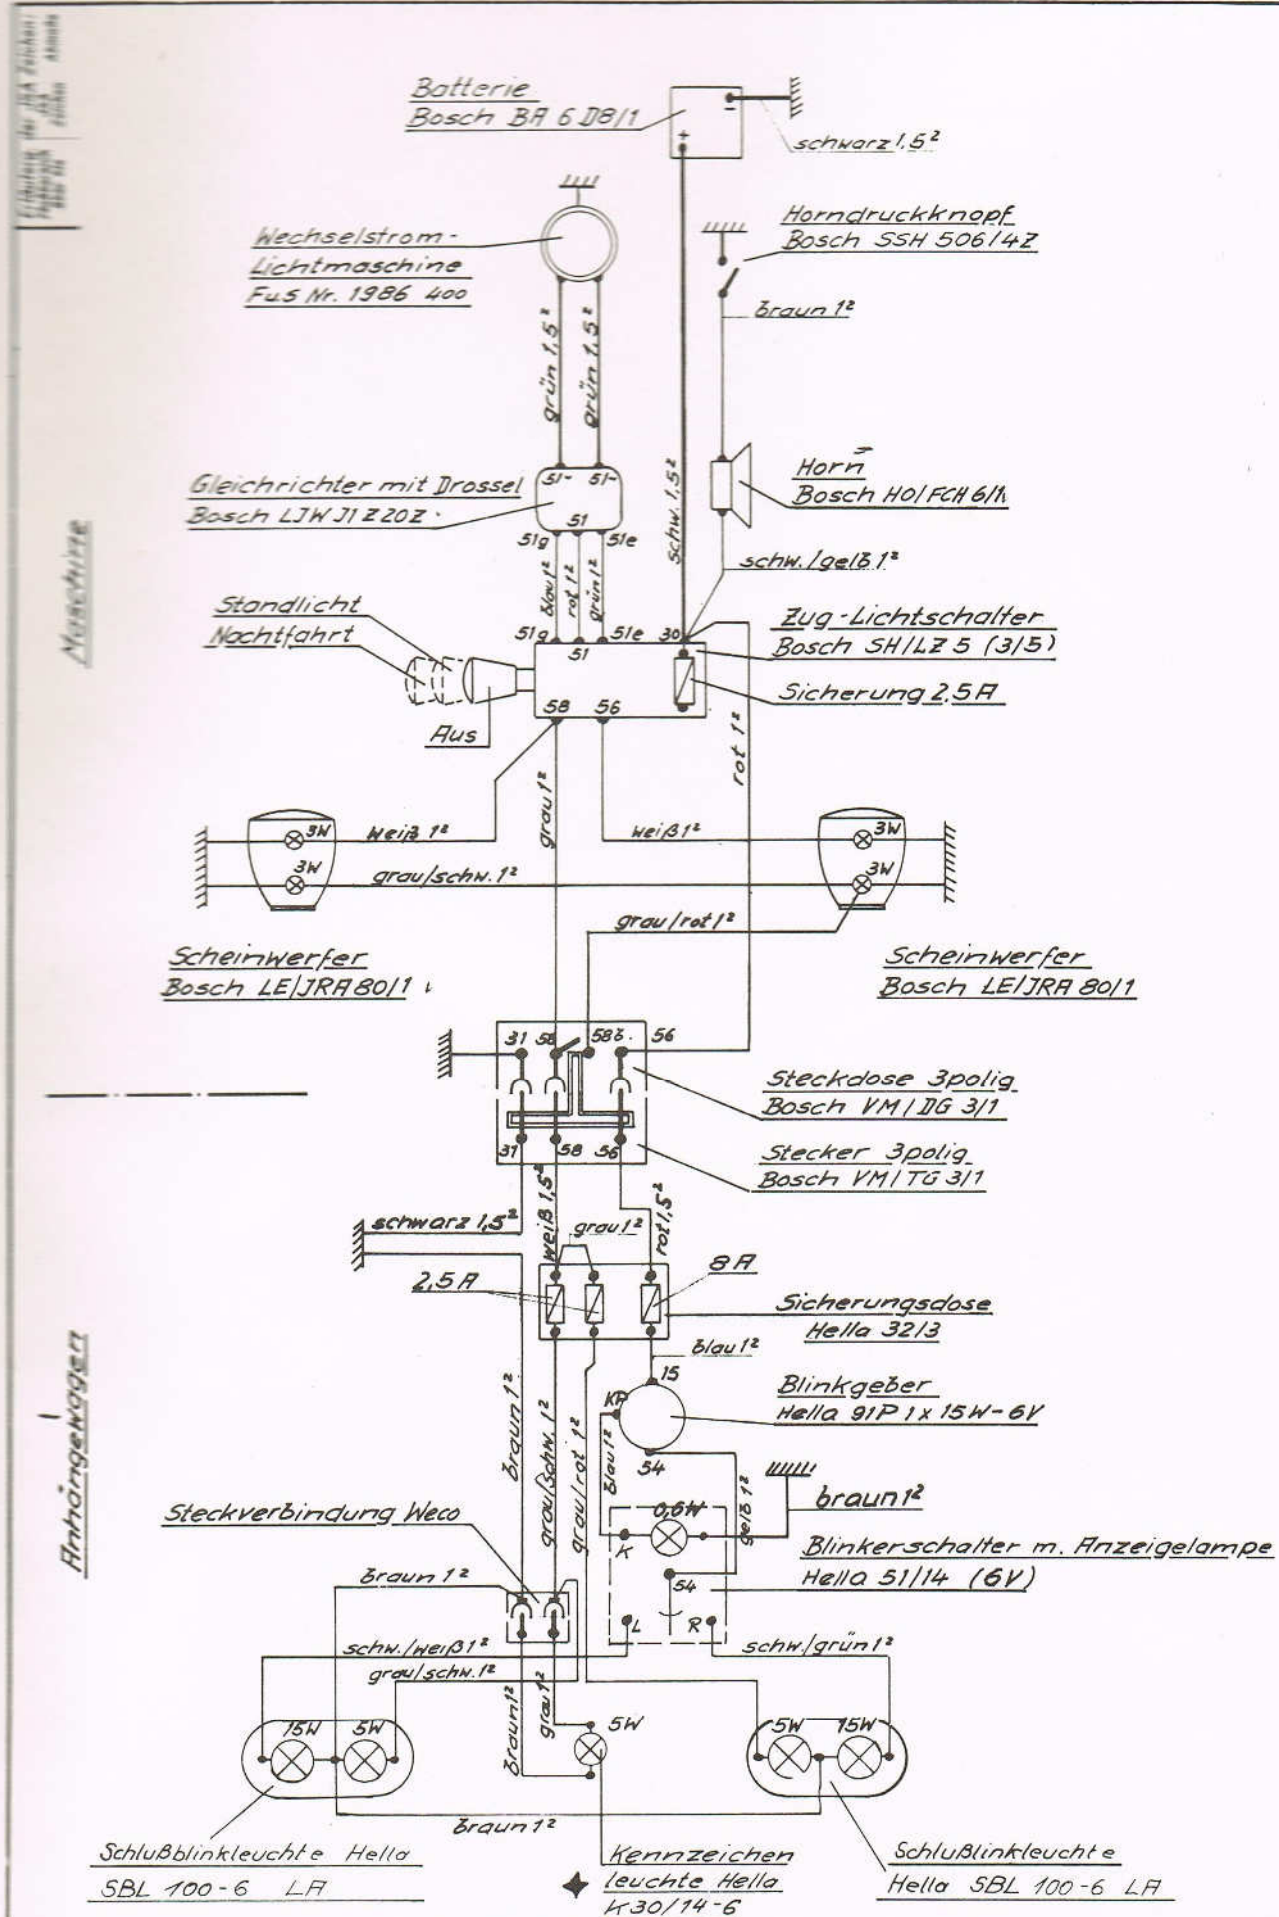 Batterie
Bosch BA 6 D8/1
+
−
schwarz 1,5²
Wechselstrom-
Lichtmaschine
FuS Nr. 1986 400
Horndruckknopf
Bosch SSH 506/4Z
braun 1²
grün 1,5²
grün 1,5²
schw. 1,5²
Horn
Bosch HO/FCH 6/1
Gleichrichter mit Drossel
Bosch LJWJ1Z20Z
51~
51~
51
51g
51e
blau 1²
rot 1²
grün 1²
schw./gelb 1²
Standlicht
Nachtfahrt
Aus
51g
51
51e
30
58
56
Zug-Lichtschalter
Bosch SH/LZ 5 (3/5)
Sicherung 2,5A
rot 1²
grau 1²
3W
weiß 1²
weiß 1²
3W
3W
grau/schw. 1²
3W
grau/rot 1²
Scheinwerfer
Bosch LE/JRA 80/1
Scheinwerfer
Bosch LE/JRA 80/1
Maschine
31
58
58b.
56
Steckdose 3polig
Bosch VM/DG 3/1
31
58
56
Stecker 3polig
Bosch VM/TG 3/1
schwarz 1,5²
weiß 1,5²
grau 1²
rot 1,5²
2,5A
8A
Sicherungsdose
Hella 32/3
blau 1²
15
KP
54
Blinkgeber
Hella 91P 1x15W-6V
Anhängewagen
braun 1²
grau/schw. 1²
grau/rot 1²
blau 1²
gelb 1²
braun 1²
Steckverbindung Weco
0,6W
K
54
L
R
Blinkerschalter m. Anzeigelampe
Hella 51/14 (6V)
braun 1²
schw./weiß 1²
grau/schw. 1²
schw./grün 1²
braun 1²
grau 1²
15W
5W
5W
5W
15W
braun 1²
Schlußblinkleuchte Hella
SBL 100-6 LA
Kennzeichen
leuchte Hella
K30/14-6
Schlußlinkleuchte
Hella SBL 100-6 LA